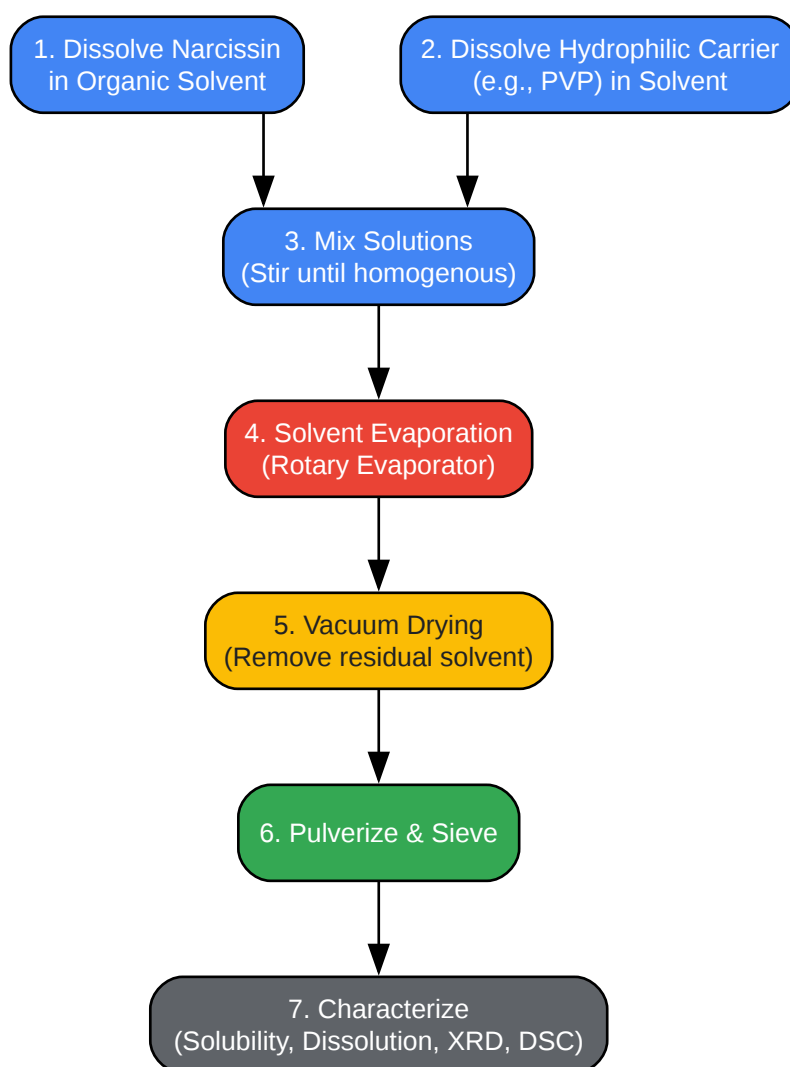 1. Dissolve Narcissin
in Organic Solvent
2. Dissolve Hydrophilic Carrier
(e.g., PVP) in Solvent
3. Mix Solutions
(Stir until homogenous)
4. Solvent Evaporation
(Rotary Evaporator)
5. Vacuum Drying
(Remove residual solvent)
6. Pulverize & Sieve
7. Characterize
(Solubility, Dissolution, XRD, DSC)